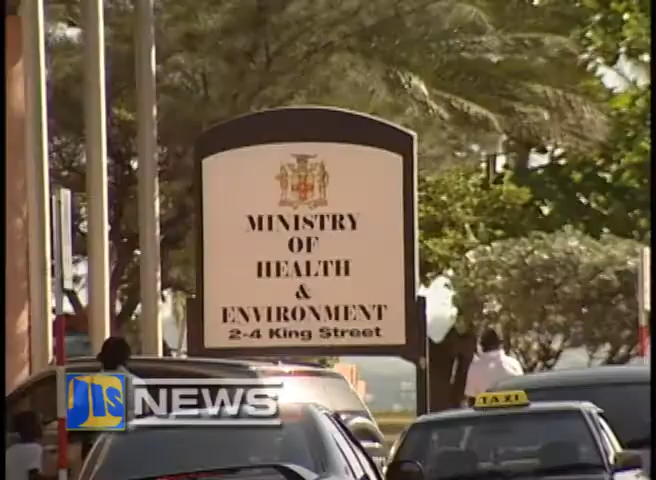 MINISTRY
OF
HEALTH
&
ENVIRONMENT
2-4 King Street
TAXI
JIS NEWS